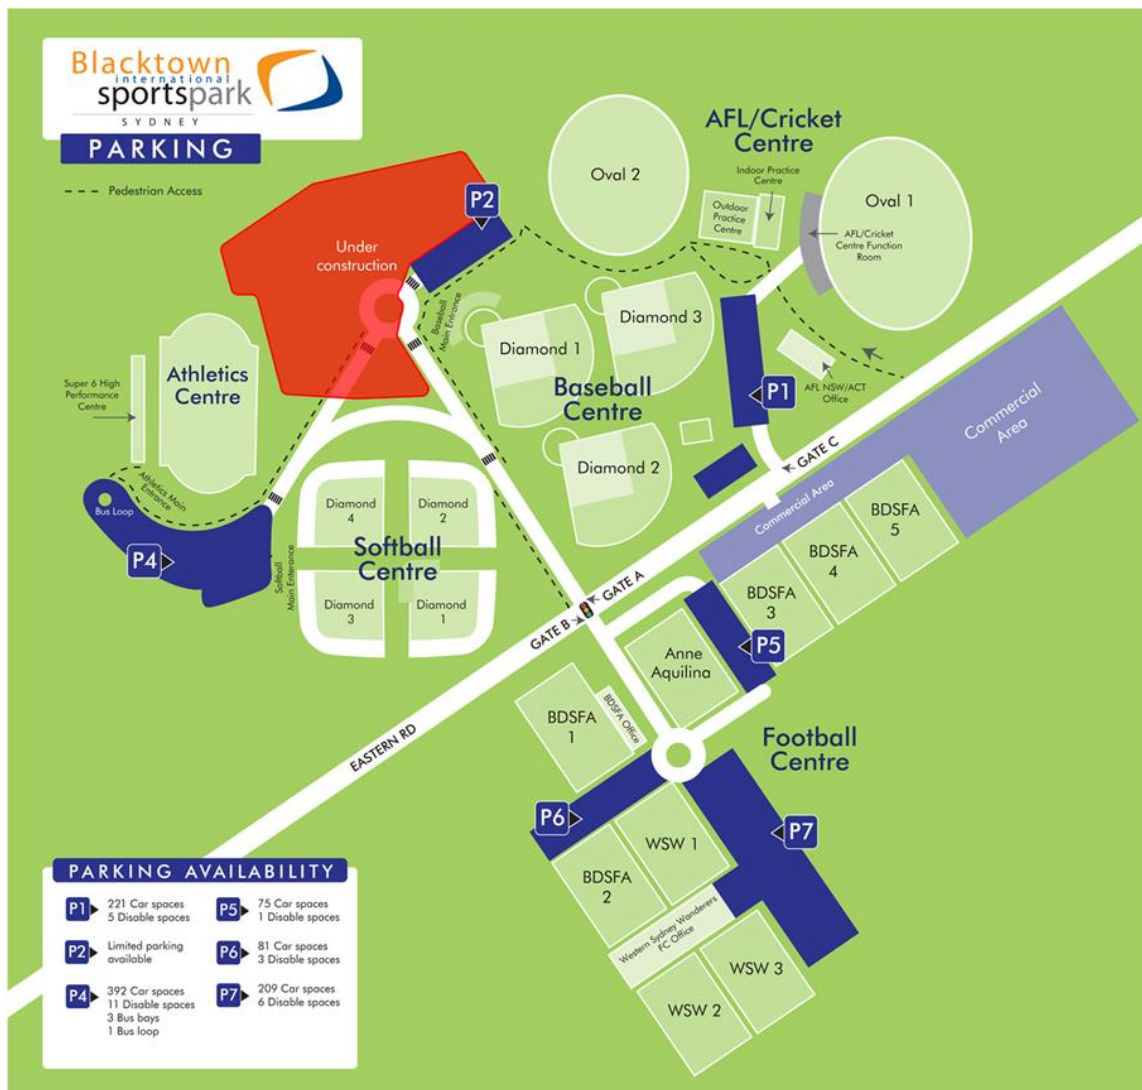 Blacktown
international
sportspark
SYDNEY
PARKING
Pedestrian Access
P2
Under
construction
Oval 2
AFL/Cricket
Centre
Indoor Practice
Centre
Outdoor
Practice
Centre
Oval 1
AFL/Cricket
Centre Function
Room
Baseball
Main Entrance
Diamond 1
Diamond 3
Baseball
Centre
Diamond 2
P1
AFL NSW/ACT
Office
Super 6 High
Performance
Centre
Athletics
Centre
Athletics Main
Entrance
Bus Loop
P4
Softball
Main Enterance
Diamond
4
Diamond
2
Softball
Centre
Diamond
3
Diamond
1
GATE C
Commercial
Area
Commercial Area
BDSFA
5
BDSFA
4
BDSFA
3
GATE A
GATE B
P5
Anne
Aquilina
EASTERN RD
BDSFA
1
BDSFA Office
Football
Centre
P6
WSW 1
P7
BDSFA
2
Western Sydney Wanderers
FC Office
WSW 3
WSW 2
PARKING AVAILABILITY
P1 221 Car spaces
5 Disable spaces
P2 Limited parking
available
P4 392 Car spaces
11 Disable spaces
3 Bus bays
1 Bus loop
P5 75 Car spaces
1 Disable spaces
P6 81 Car spaces
3 Disable spaces
P7 209 Car spaces
6 Disable spaces